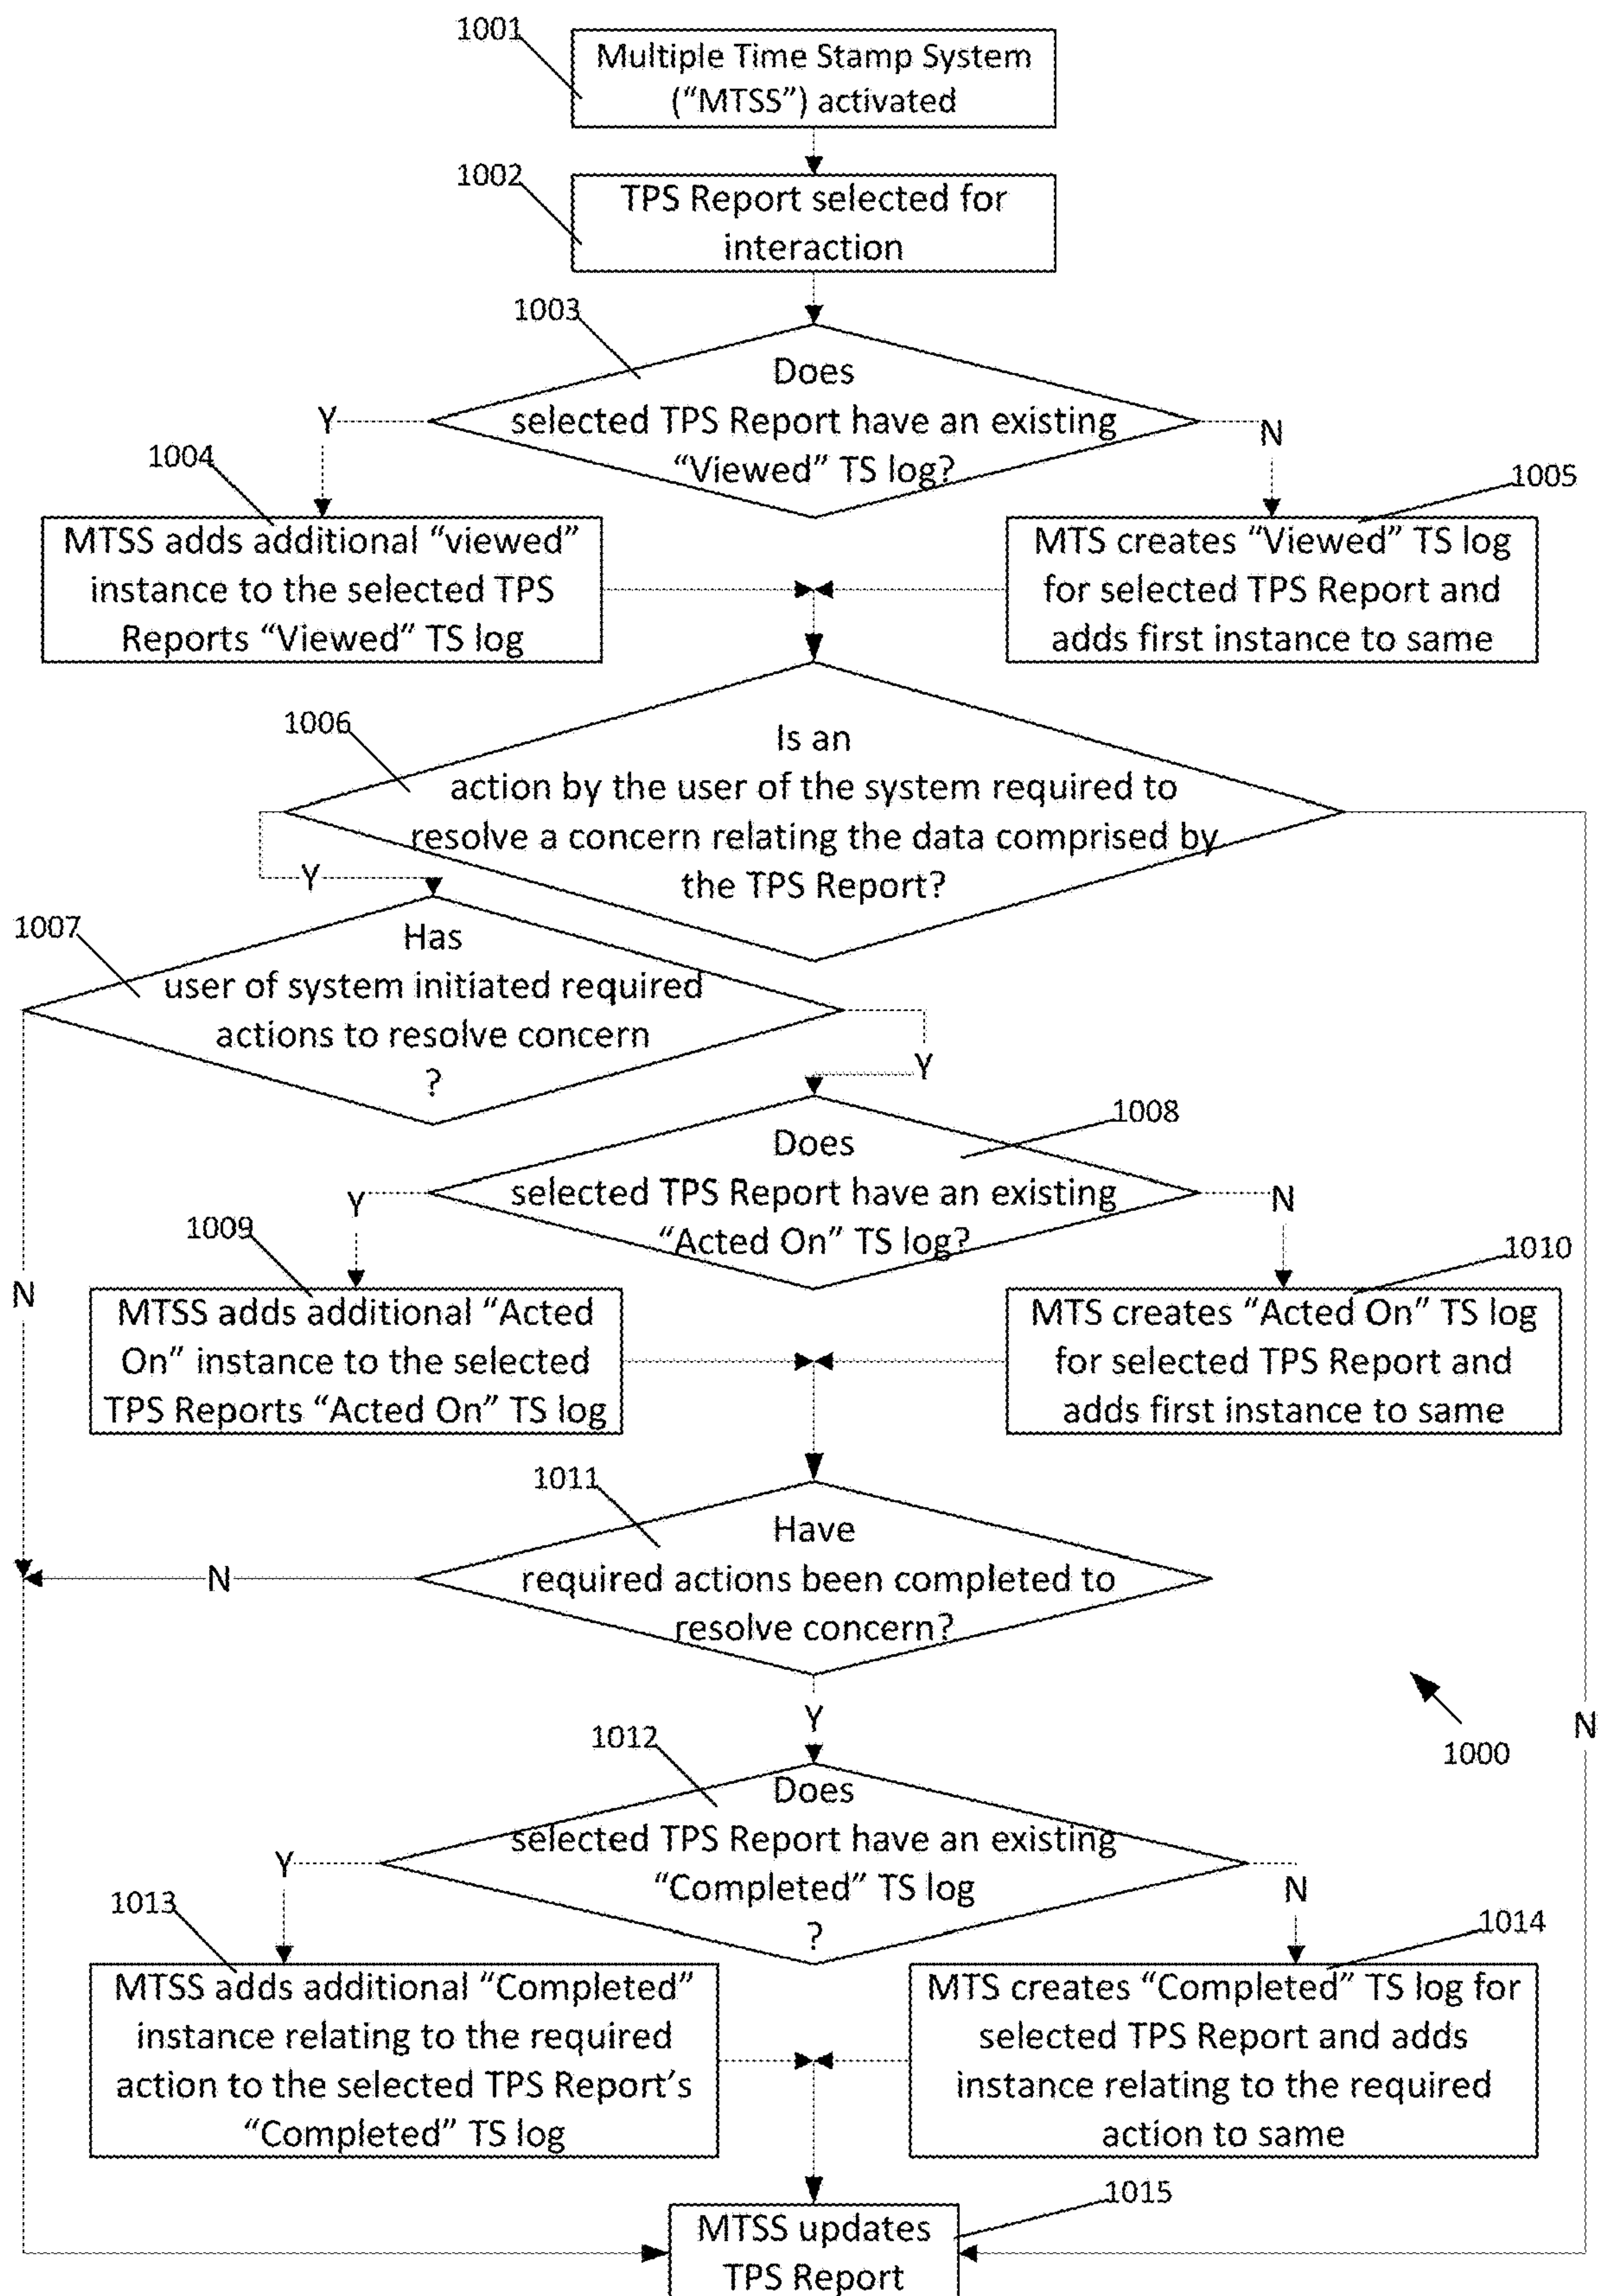 1001
Multiple Time Stamp System
(“MTSS”) activated
1002
TPS Report selected for
interaction
1003
Does
selected TPS Report have an existing
“Viewed” TS log?
Y
N
1004
1005
MTSS adds additional “viewed”
instance to the selected TPS
Reports “Viewed” TS log
MTS creates “Viewed” TS log
for selected TPS Report and
adds first instance to same
1006
Is an
action by the user of the system required to
resolve a concern relating the data comprised by
the TPS Report?
Y
N
1007
Has
user of system initiated required
actions to resolve concern
?
Y
N
1008
Does
selected TPS Report have an existing
“Acted On” TS log?
Y
N
1009
1010
MTSS adds additional “Acted
On” instance to the selected
TPS Reports “Acted On” TS log
MTS creates “Acted On” TS log
for selected TPS Report and
adds first instance to same
1011
Have
required actions been completed to
resolve concern?
N
Y
1000
1012
Does
selected TPS Report have an existing
“Completed” TS log
?
Y
N
1013
1014
MTSS adds additional “Completed”
instance relating to the required
action to the selected TPS Report’s
“Completed” TS log
MTS creates “Completed” TS log for
selected TPS Report and adds
instance relating to the required
action to same
1015
MTSS updates
TPS Report